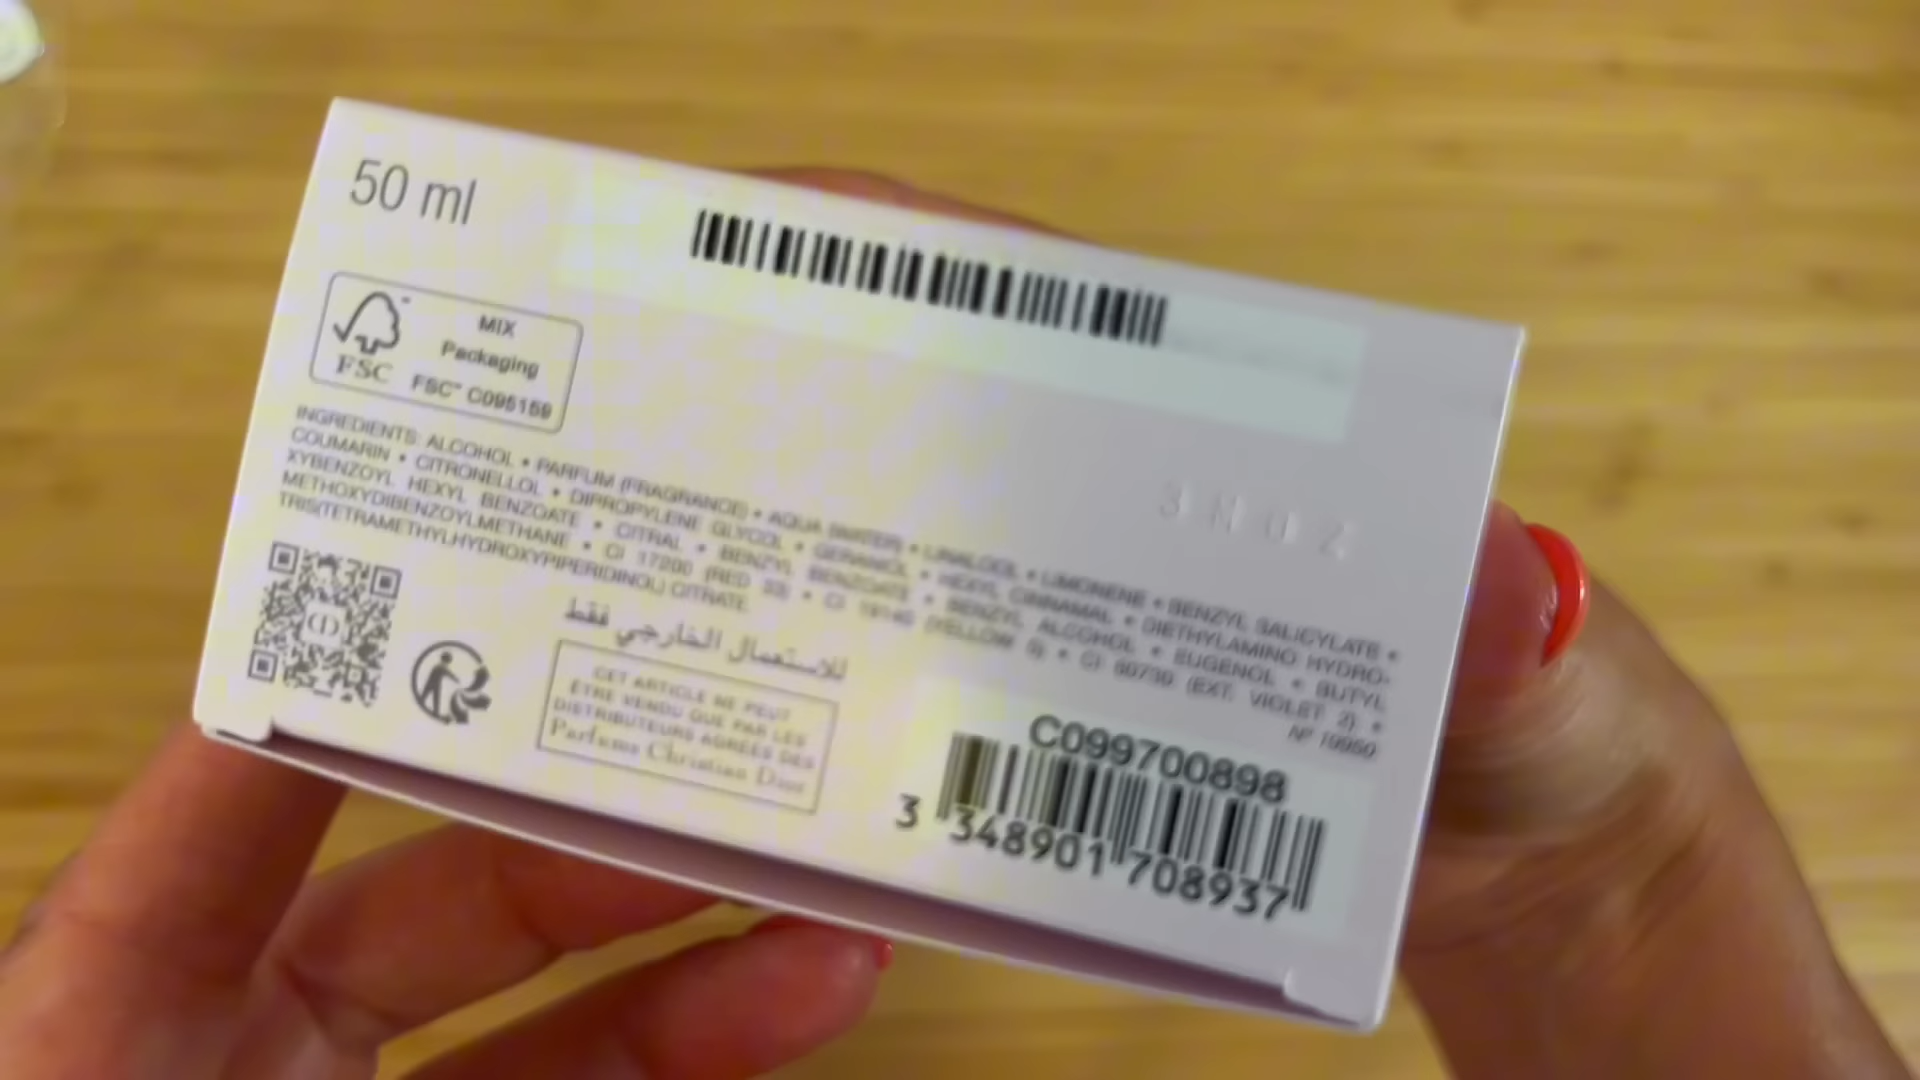 50 ml
MIX
Packaging
FSC
FSC™ C095159
INGREDIENTS: ALCOHOL • PARFUM (FRAGRANCE) • AQUA (WATER) • LINALOOL • LIMONENE • BENZYL SALICYLATE •
COUMARIN • CITRONELLOL • DIPROPYLENE GLYCOL • GERANIOL • HEXYL CINNAMAL • DIETHYLAMINO HYDRO-
XYBENZOYL HEXYL BENZOATE • CITRAL • BENZYL BENZOATE • BENZYL ALCOHOL • EUGENOL • BUTYL
METHOXYDIBENZOYLMETHANE • CI 17200 (RED 33) • CI 19140 (YELLOW 5) • CI 60730 (EXT. VIOLET 2) •
TRIS(TETRAMETHYLHYDROXYPIPERIDINOL) CITRATE
للاستعمال الخارجي فقط
CET ARTICLE NE PEUT
ÊTRE VENDU QUE PAR LES
DISTRIBUTEURS AGRÉÉS DES
Parfums Christian Dior
C099700898
3 348901 708937